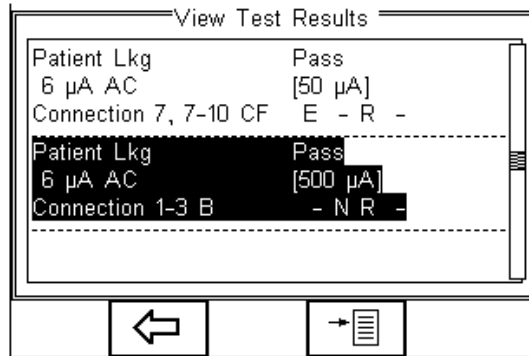 View Test Results
Patient Lkg Pass
6 µA AC [50 µA]
Connection 7, 7-10 CF E - R -
Patient Lkg Pass
6 µA AC [500 µA]
Connection 1-3 B - N R -